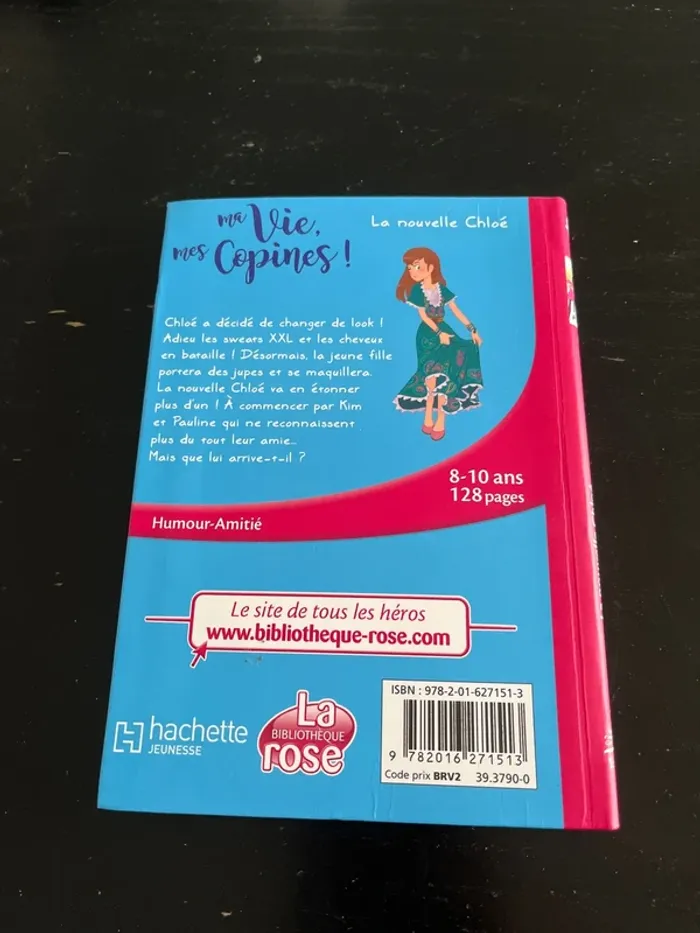 ma Vie,
mes Copines !
La nouvelle Chloé
Chloé a décidé de changer de look !
Adieu les sweats XXL et les cheveux
en bataille ! Désormais, la jeune fille
portera des jupes et se maquillera.
La nouvelle Chloé va en étonner
plus d'un ! À commencer par Kim
et Pauline qui ne reconnaissent
plus du tout leur amie...
Mais que lui arrive-t-il ?
8-10 ans
128 pages
Humour-Amitié
Le site de tous les héros
www.bibliotheque-rose.com
hachette
JEUNESSE
La
BIBLIOTHÈQUE
rose
ISBN : 978-2-01-627151-3
9 782016 271513
Code prix BRV2 39.3790-0